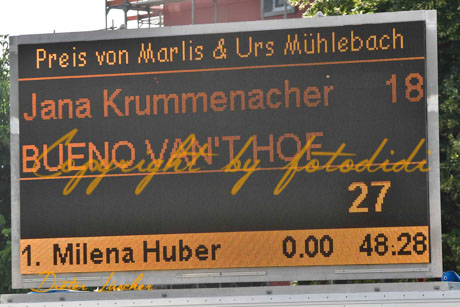 Preis von Marlis & Urs Mühlebach
Jana Krummenacher 18
BUENO VAN'T HOF
Copyright by fotodidi
27
1. Milena Huber 0.00 48.28